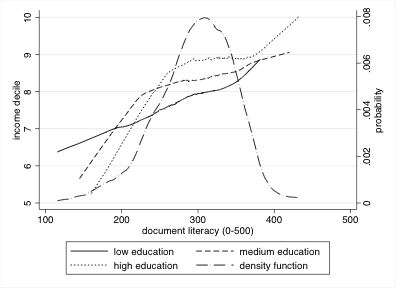 income decile
10
9
8
7
6
5
probability
.008
.006
.004
.002
0
100 200 300 400 500
document literacy (0-500)
low education medium education
high education density function